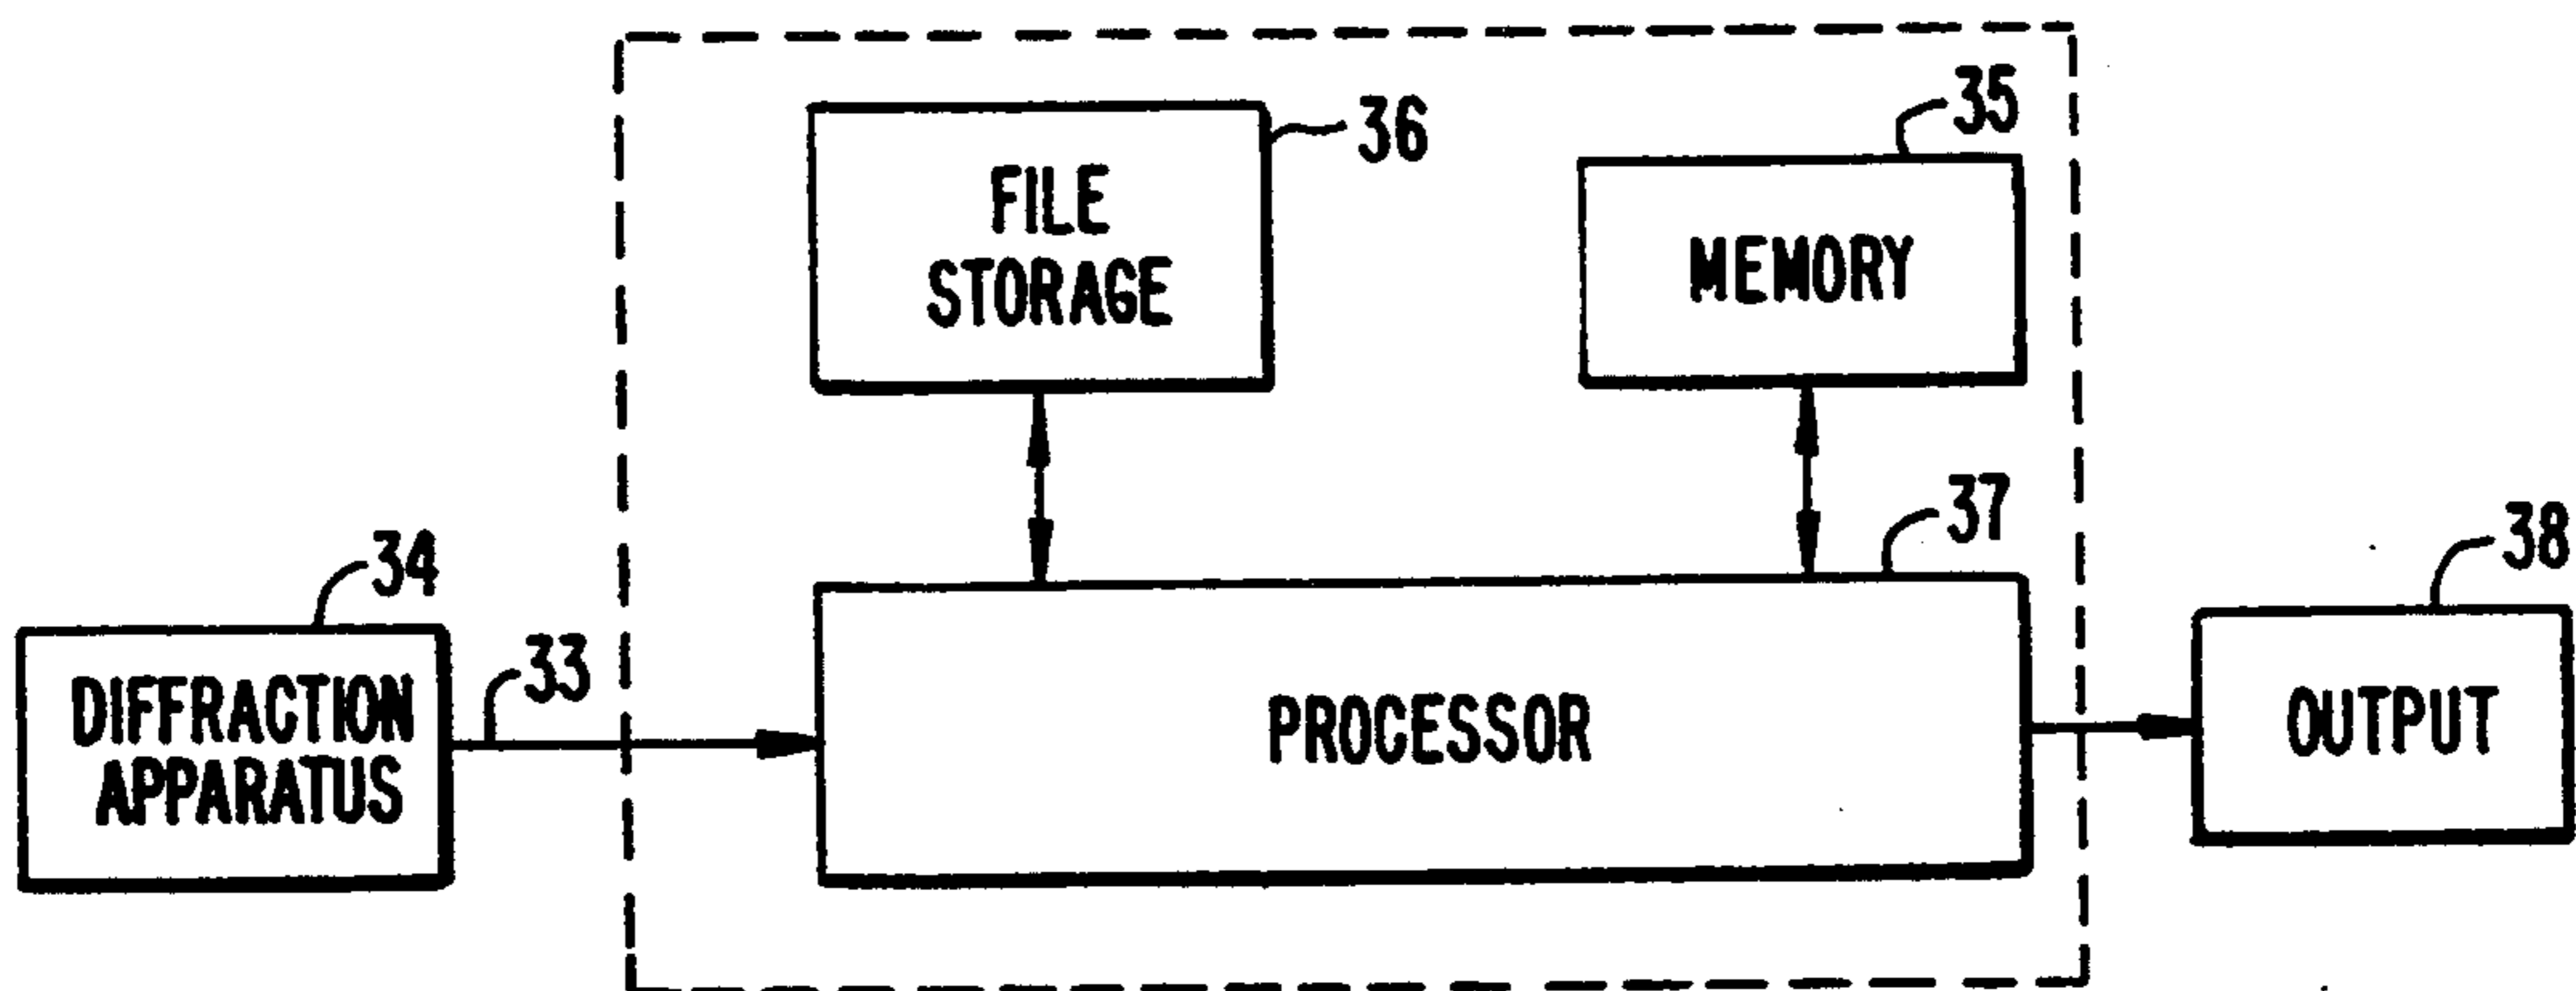 36
35
FILE
STORAGE
MEMORY
37
38
34
33
DIFFRACTION
APPARATUS
PROCESSOR
OUTPUT